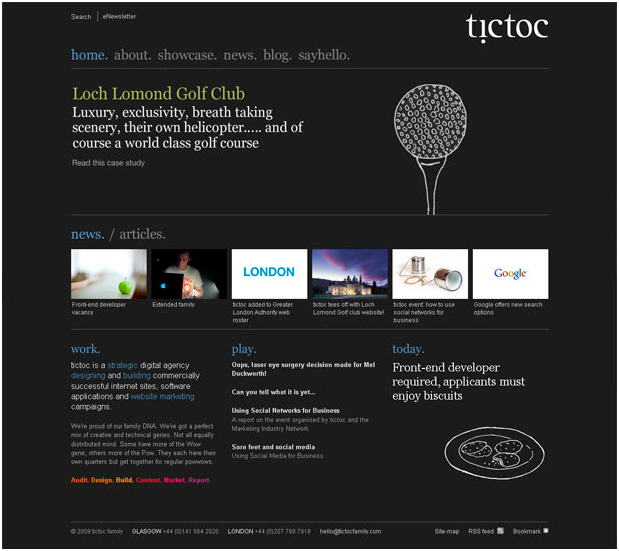 Search
eNewsletter
tictoc
home. about. showcase. news. blog. sayhello.
Loch Lomond Golf Club
Luxury, exclusivity, breath taking
scenery, their own helicopter..... and of
course a world class golf course
Read this case study
news. / articles.
LONDON
Google
Front-end developer
vacancy
Extended family
tictoc added to Greater
London Authority web
roster
tictoc tees off with Loch
Lomond Golf club website!
tictoc event: how to use
social networks for
business
Google offers new search
options
work.
tictoc is a strategic digital agency
designing and building commercially
successful internet sites, software
applications and website marketing
campaigns.
We're proud of our family DNA. We've got a perfect
mix of creative and technical genes. Not all equally
distributed mind. Some have more of the Wow
gene, others more of the Pow. They each have their
own quarters but get together for regular powwows.
Audit. Design. Build. Content. Market. Report.
play.
Oops, laser eye surgery decision made for Mel
Duckworth!
Can you tell what it is yet...
Using Social Networks for Business
A report on the event organised by tictoc and the
Marketing Industry Network
Sore feet and social media
Using Social Media for Business
today.
Front-end developer
required, applicants must
enjoy biscuits
© 2009 tictoc family GLASGOW +44 (0)141 564 2020 LONDON +44 (0)207 788 7918 hello@tictocfamily.com Site-map RSS feed Bookmark